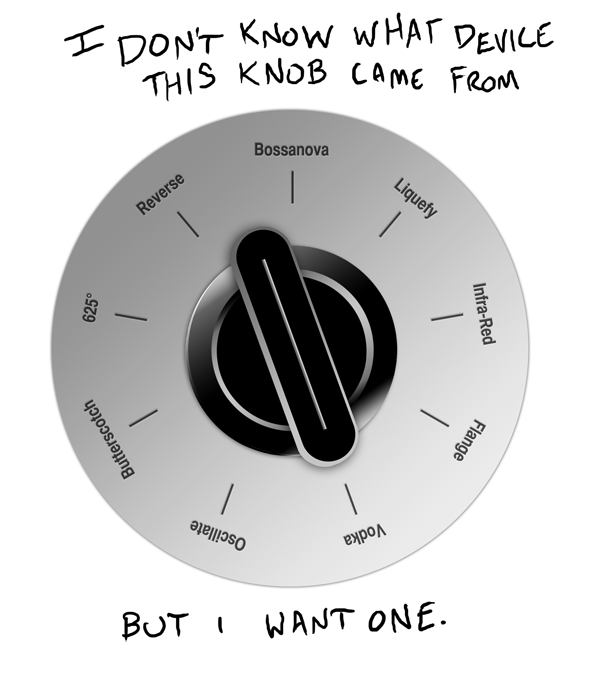 I DON'T KNOW WHAT DEVICE
THIS KNOB CAME FROM
Bossanova
Liquefy
Infra-Red
Flange
Vodka
Oscillate
Butterscotch
625°
Reverse
BUT I WANT ONE.